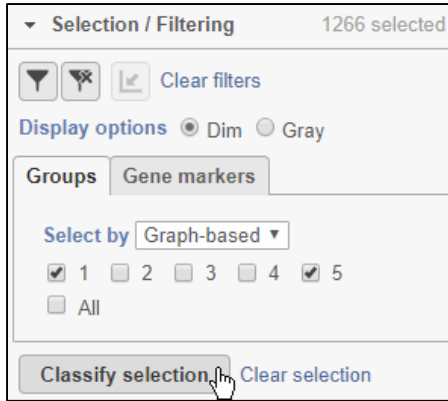 Selection / Filtering 1266 selected
Clear filters
Display options Dim Gray
Groups Gene markers
Select by Graph-based
1 2 3 4 5
All
Classify selection Clear selection